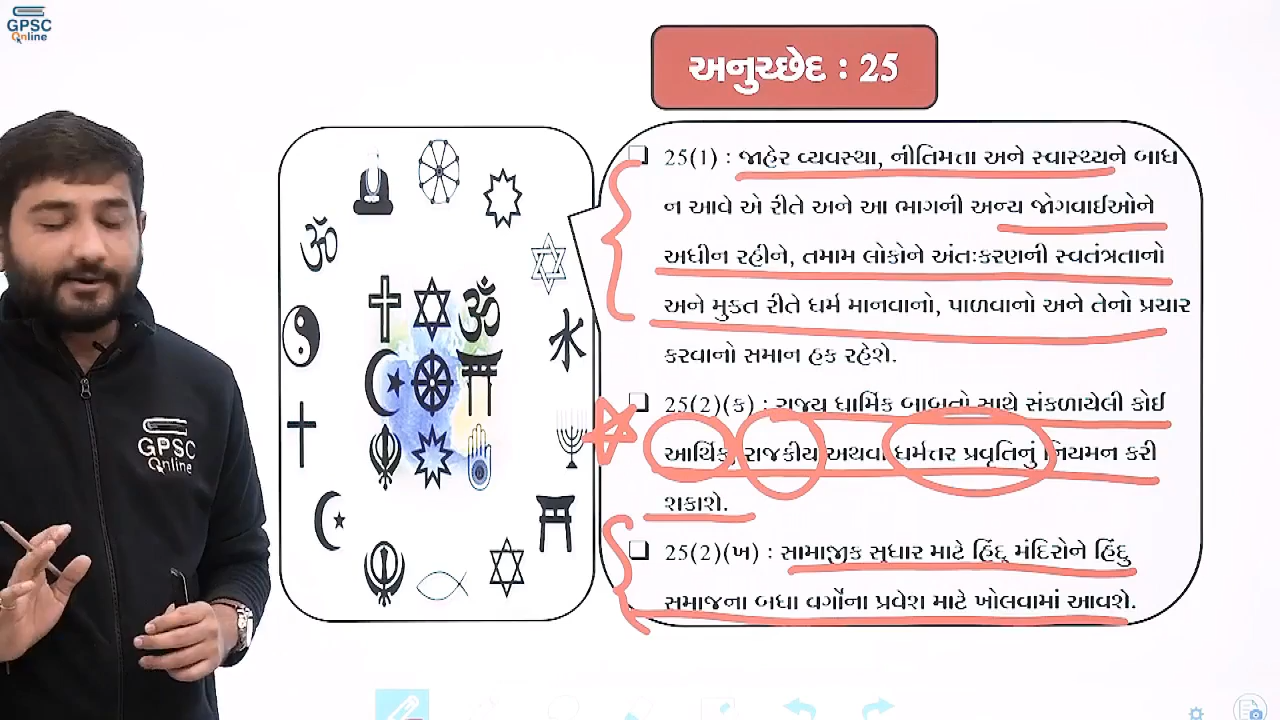 GPSC
Online
અનુચ્છેદ : 25
25(1) : જાહેર વ્યવસ્થા, નીતિમત્તા અને સ્વાસ્થ્યને બાધ
ન આવે એ રીતે અને આ ભાગની અન્ય જોગવાઈઓને
અધીન રહીને, તમામ લોકોને અંતઃકરણની સ્વતંત્રતાનો
અને મુક્ત રીતે ધર્મ માનવાનો, પાળવાનો અને તેનો પ્રચાર
કરવાનો સમાન હક રહેશે.
25(2)(ક) : રાજ્ય ધાર્મિક બાબતો સાથે સંકળાયેલી કોઈ
આર્થિક રાજકીય અથવા ધર્મેત્તર પ્રવૃતિનું નિયમન કરી
શકાશે.
25(2)(ખ) : સામાજીક સુધાર માટે હિંદુ મંદિરોને હિંદુ
સમાજના બધા વર્ગોના પ્રવેશ માટે ખોલવામાં આવશે.
GPSC
Online